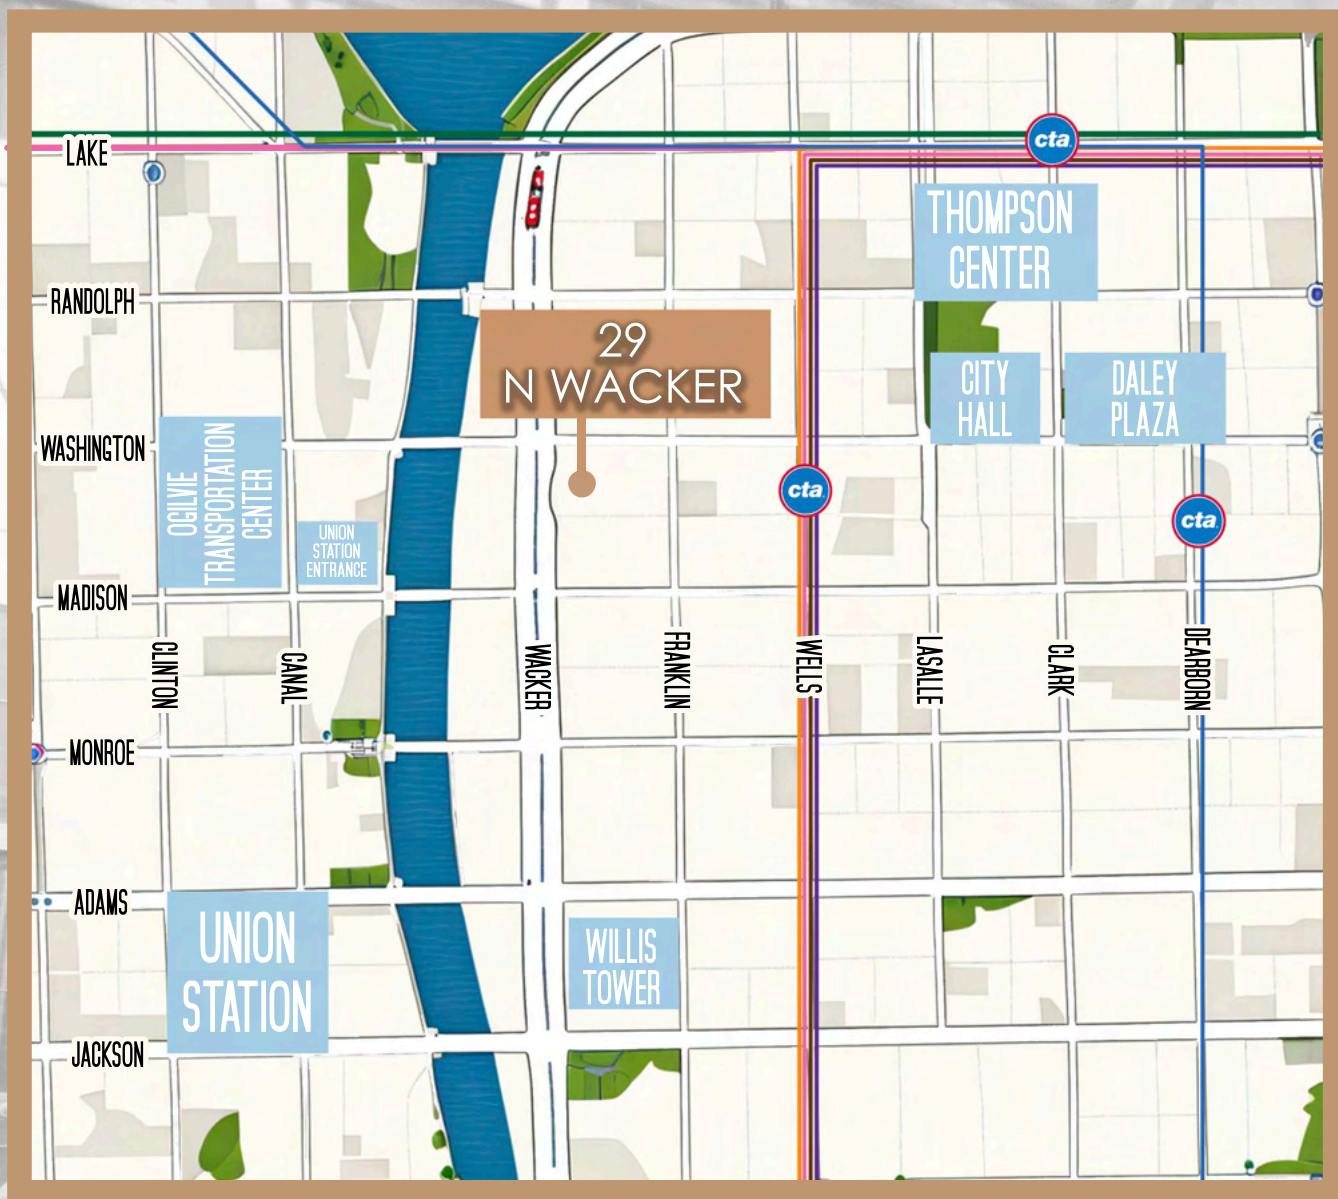 cta
LAKE
THOMPSON
CENTER
RANDOLPH
29
N WACKER
CITY
HALL
DALEY
PLAZA
WASHINGTON
OGILVIE
TRANSPORTATION
CENTER
cta
cta
UNION
STATION
ENTRANCE
MADISON
CLINTON
CANAL
WACKER
FRANKLIN
WELLS
LASALLE
CLARK
DEARBORN
MONROE
ADAMS
UNION
STATION
WILLIS
TOWER
JACKSON